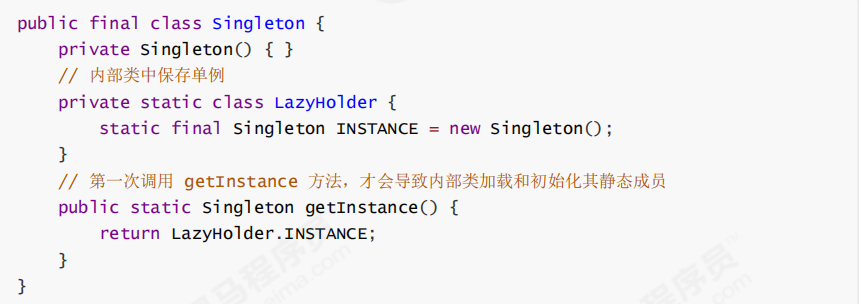 public final class Singleton {
    private Singleton() { }
    // 内部类中保存单例
    private static class LazyHolder {
        static final Singleton INSTANCE = new Singleton();
    }
    // 第一次调用 getInstance 方法，才会导致内部类加载和初始化其静态成员
    public static Singleton getInstance() {
        return LazyHolder.INSTANCE;
    }
}